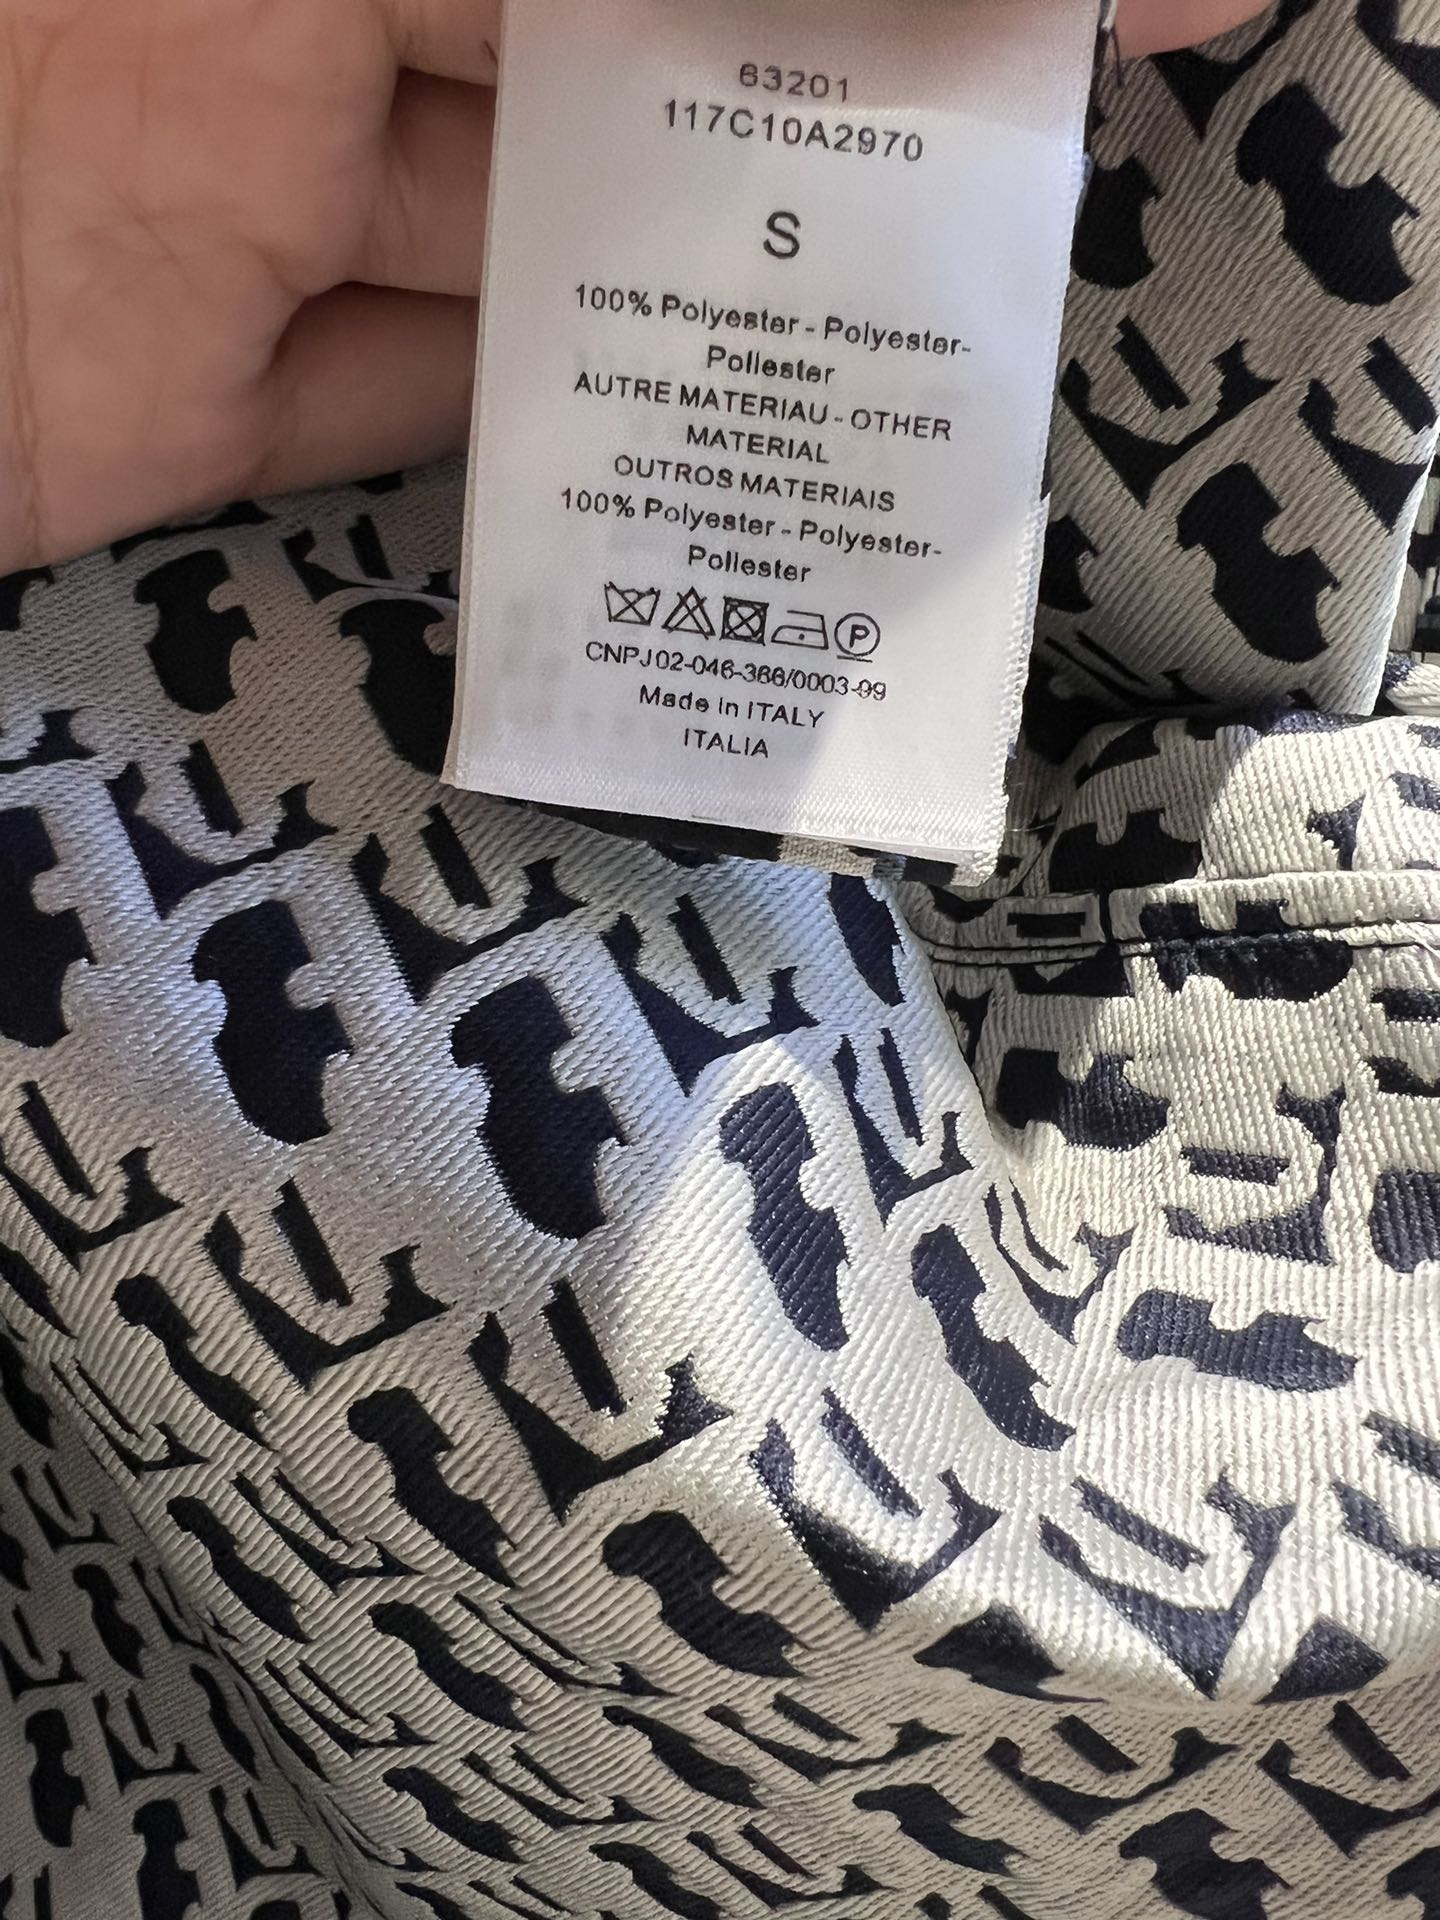 63201
117C10A2970
S
100% Polyester - Polyester-
Pollester
AUTRE MATERIAU - OTHER
MATERIAL
OUTROS MATERIAIS
100% Polyester - Polyester-
Pollester
P
CNPJ02-046-366/0003-99
Made in ITALY
ITALIA